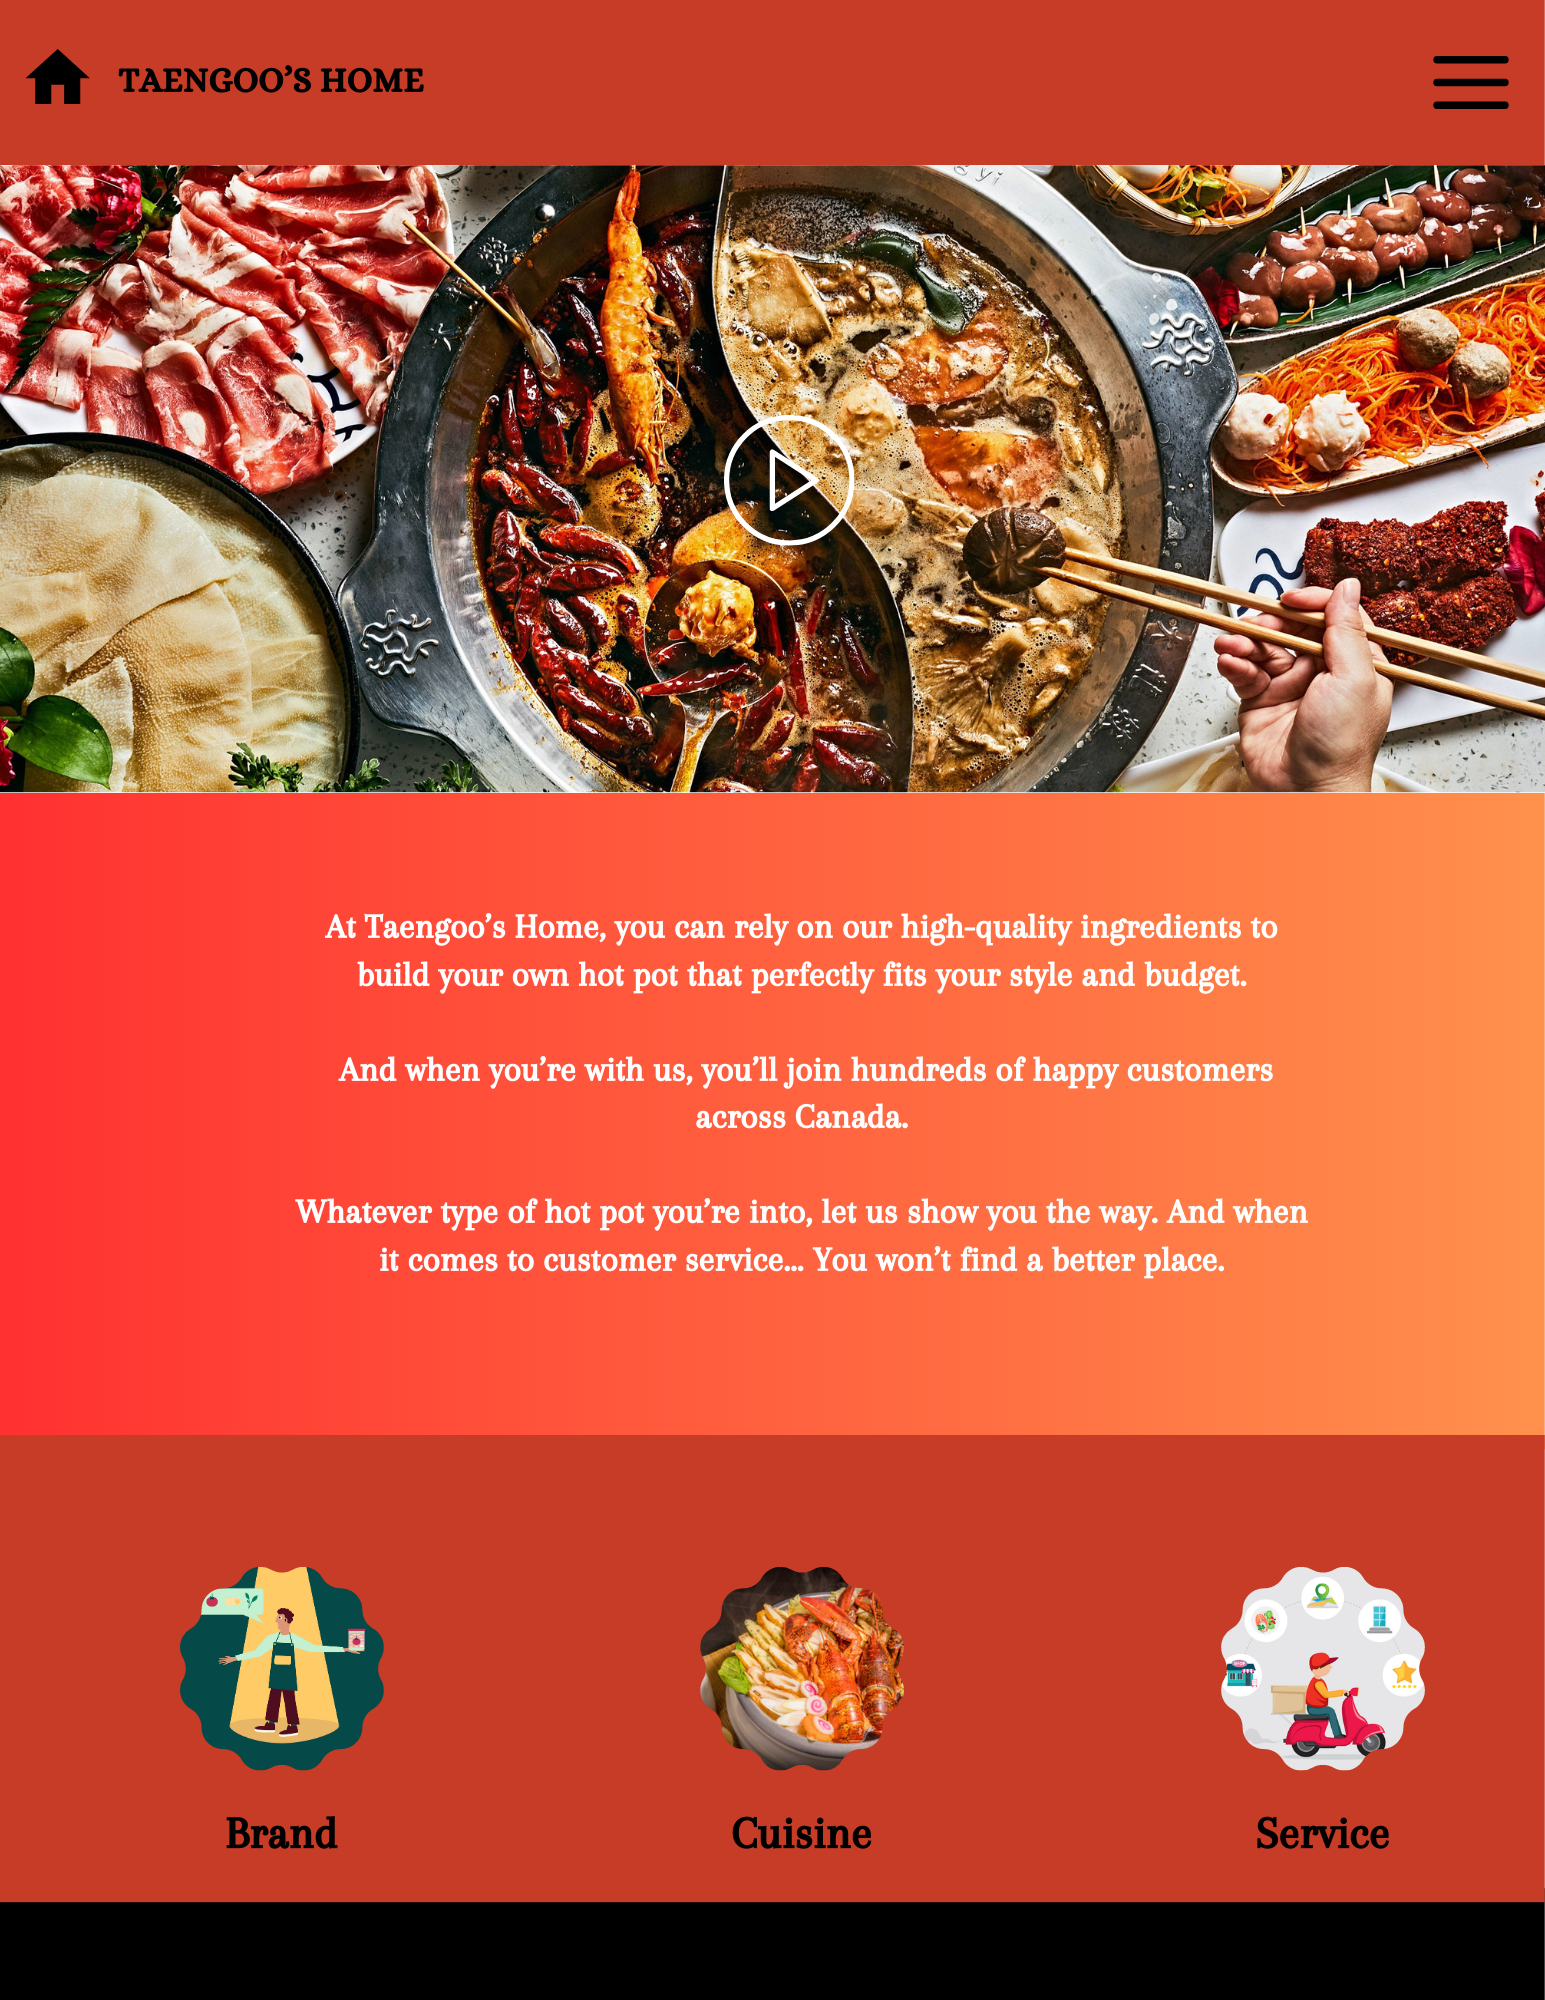 TAENGOO’S HOME
At Taengoo’s Home, you can rely on our high-quality ingredients to
build your own hot pot that perfectly fits your style and budget.
And when you’re with us, you’ll join hundreds of happy customers
across Canada.
Whatever type of hot pot you’re into, let us show you the way. And when
it comes to customer service... You won’t find a better place.
Brand
Cuisine
Service